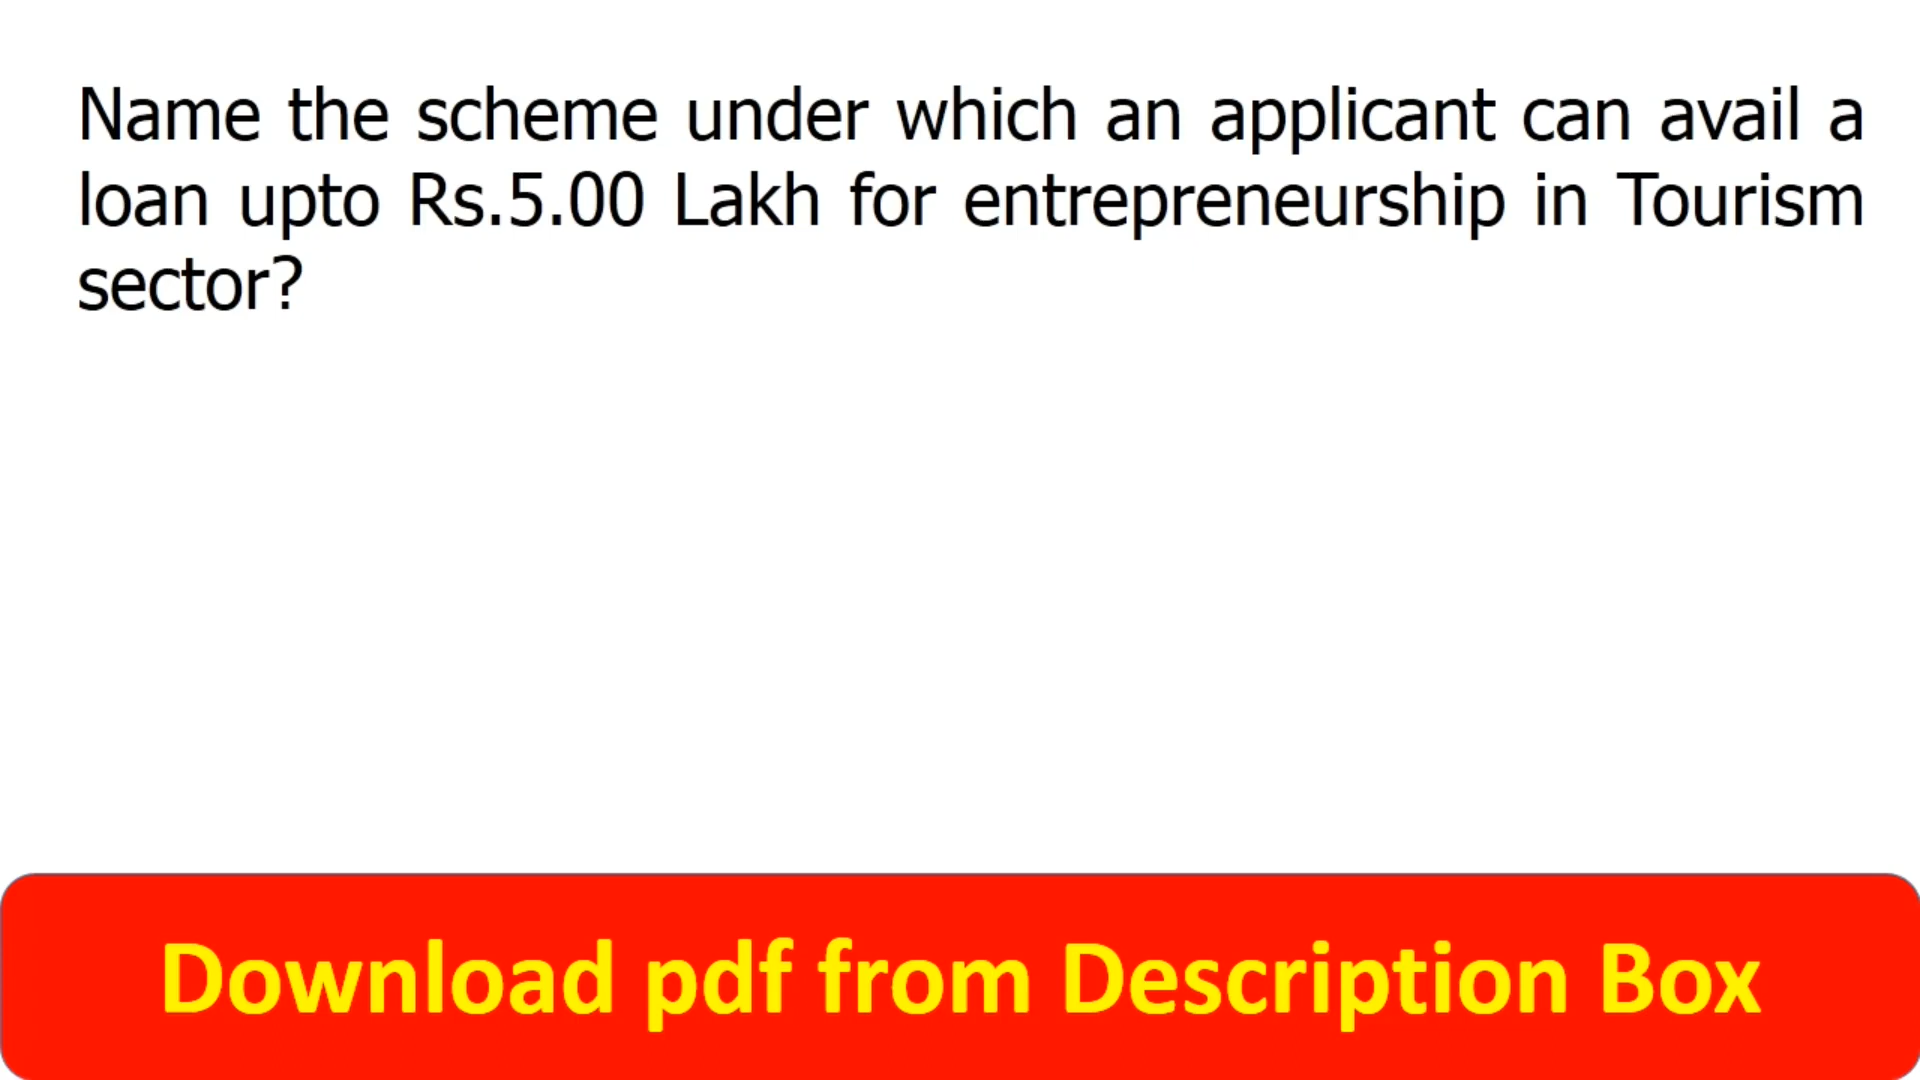 Name the scheme under which an applicant can avail a
loan upto Rs.5.00 Lakh for entrepreneurship in Tourism
sector?
Download pdf from Description Box